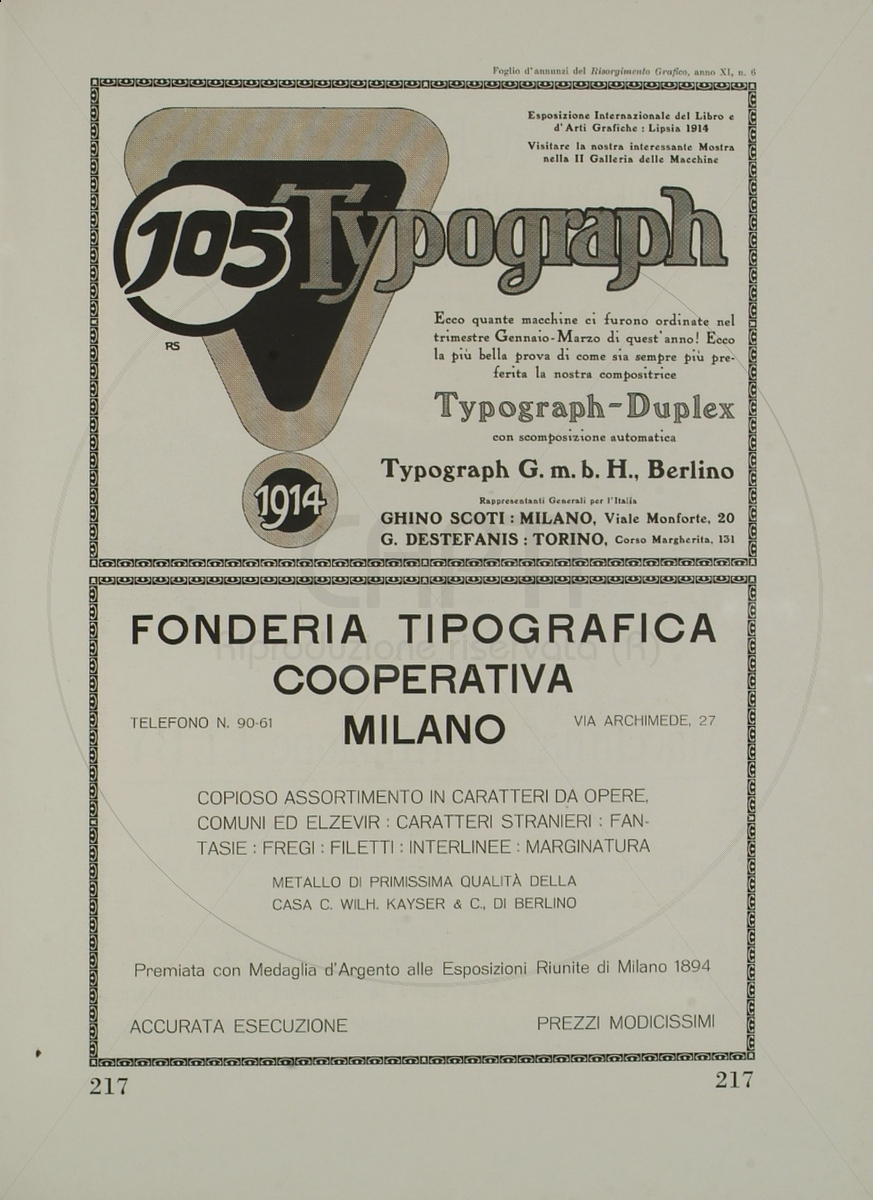 Foglio d'annunzi del Risorgimento Grafico, anno XI, n. 6
Esposizione Internazionale del Libro e
d'Arti Grafiche : Lipsia 1914
Visitare la nostra interessante Mostra
nella II Galleria delle Macchine
105 Typograph
RS
Ecco quante macchine ci furono ordinate nel
trimestre Gennaio-Marzo di quest'anno! Ecco
la più bella prova di come sia sempre più pre-
ferita la nostra compositrice
Typograph-Duplex
con scomposizione automatica
Typograph G. m. b. H., Berlino
1914
Rappresentanti Generali per l'Italia
GHINO SCOTI : MILANO, Viale Monforte, 20
G. DESTEFANIS : TORINO, Corso Margherita, 131
CAPTI
Riproduzione riservata (R)
FONDERIA TIPOGRAFICA
COOPERATIVA
TELEFONO N. 90-61 MILANO VIA ARCHIMEDE, 27
COPIOSO ASSORTIMENTO IN CARATTERI DA OPERE,
COMUNI ED ELZEVIR : CARATTERI STRANIERI : FAN-
TASIE : FREGI : FILETTI : INTERLINEE : MARGINATURA
METALLO DI PRIMISSIMA QUALITÀ DELLA
CASA C. WILH. KAYSER & C., DI BERLINO
Premiata con Medaglia d'Argento alle Esposizioni Riunite di Milano 1894
ACCURATA ESECUZIONE PREZZI MODICISSIMI
217 217